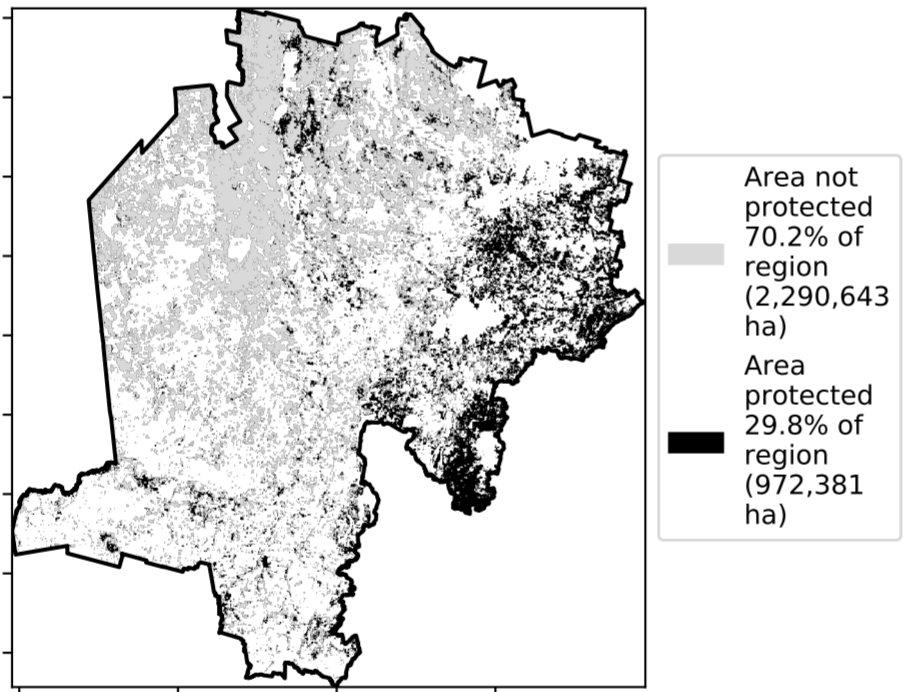 Area not
protected
70.2% of
region
(2,290,643
ha)
Area
protected
29.8% of
region
(972,381
ha)